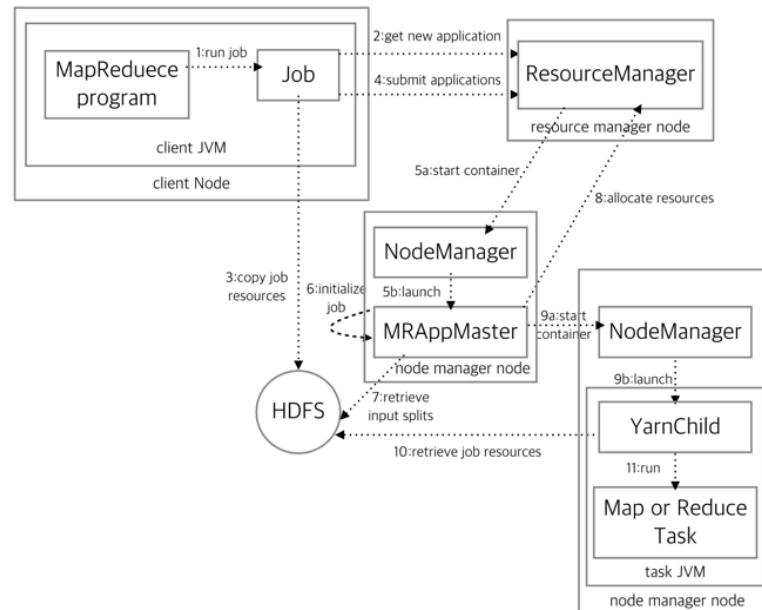 2:get new application
1:run job
MapReduece
program
Job
4:submit applications
ResourceManager
resource manager node
client JVM
client Node
5a:start container
8:allocate resources
NodeManager
3:copy job
resources
6:initialize
job
5b:launch
MRAppMaster
9a:start
container
NodeManager
node manager node
9b:launch
7:retrieve
input splits
HDFS
YarnChild
10:retrieve job resources
11:run
Map or Reduce
Task
task JVM
node manager node